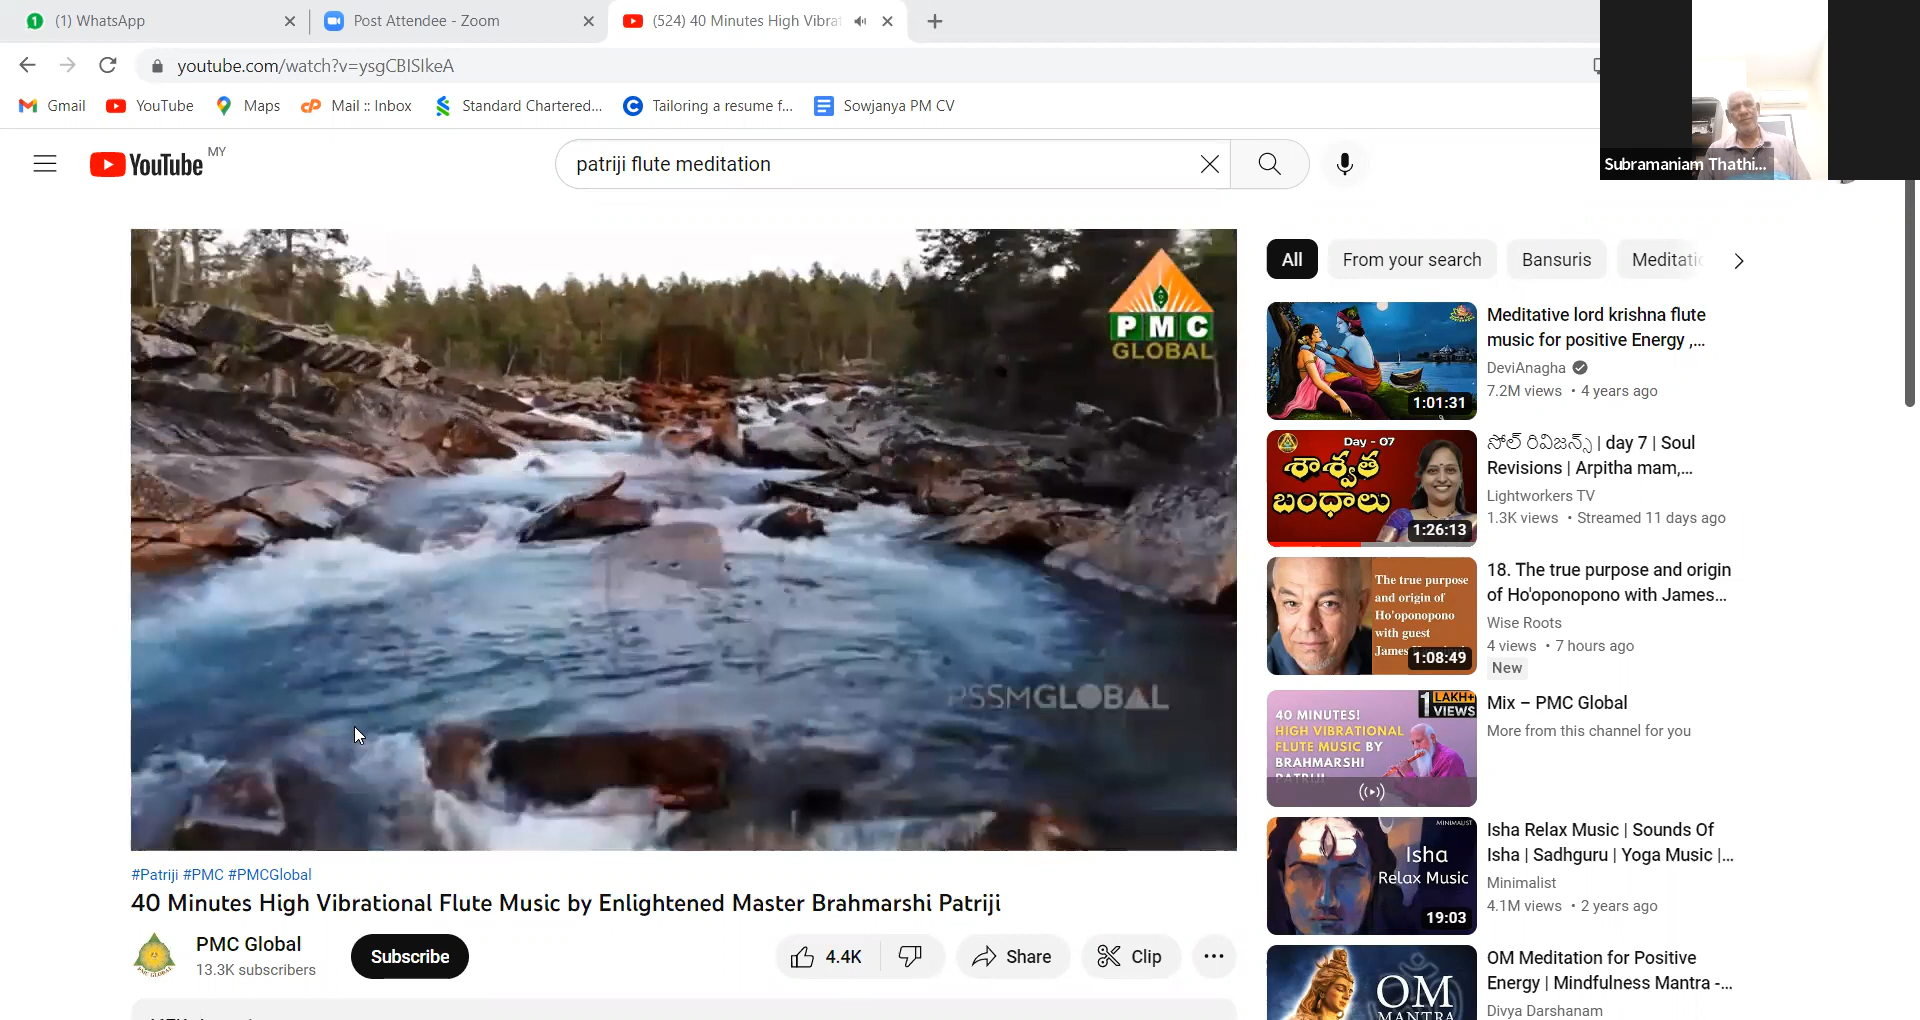 (1) WhatsApp
Post Attendee - Zoom
(524) 40 Minutes High Vibra
youtube.com/watch?v=ysgCBISIkeA
Gmail
YouTube
Maps
Mail :: Inbox
Standard Chartered...
Tailoring a resume f...
Sowjanya PM CV
Subramaniam Thathi...
YouTube MY
patriji flute meditation
PMC
GLOBAL
PSSMGLOBAL
#Patriji #PMC #PMCGlobal
40 Minutes High Vibrational Flute Music by Enlightened Master Brahmarshi Patriji
PMC Global
13.3K subscribers
Subscribe
4.4K
Share
Clip
All
From your search
Bansuris
Meditatio
1:01:31
Meditative lord krishna flute
music for positive Energy ,...
DeviAnagha
7.2M views • 4 years ago
Day - 07
శాశ్వత
బంధాలు
1:26:13
సోల్ రివిజన్స్ | day 7 | Soul
Revisions | Arpitha mam,...
Lightworkers TV
1.3K views • Streamed 11 days ago
The true purpose
and origin of
Ho'oponopono
with guest
James
1:08:49
18. The true purpose and origin
of Ho'oponopono with James...
Wise Roots
4 views • 7 hours ago
New
1 LAKH+
VIEWS
40 MINUTES!
HIGH VIBRATIONAL
FLUTE MUSIC BY
BRAHMARSHI
PATRIJI
Mix – PMC Global
More from this channel for you
MINIMALIST
Isha
Relax Music
19:03
Isha Relax Music | Sounds Of
Isha | Sadhguru | Yoga Music |...
Minimalist
4.1M views • 2 years ago
OM
MANTRA
OM Meditation for Positive
Energy | Mindfulness Mantra -...
Divya Darshanam